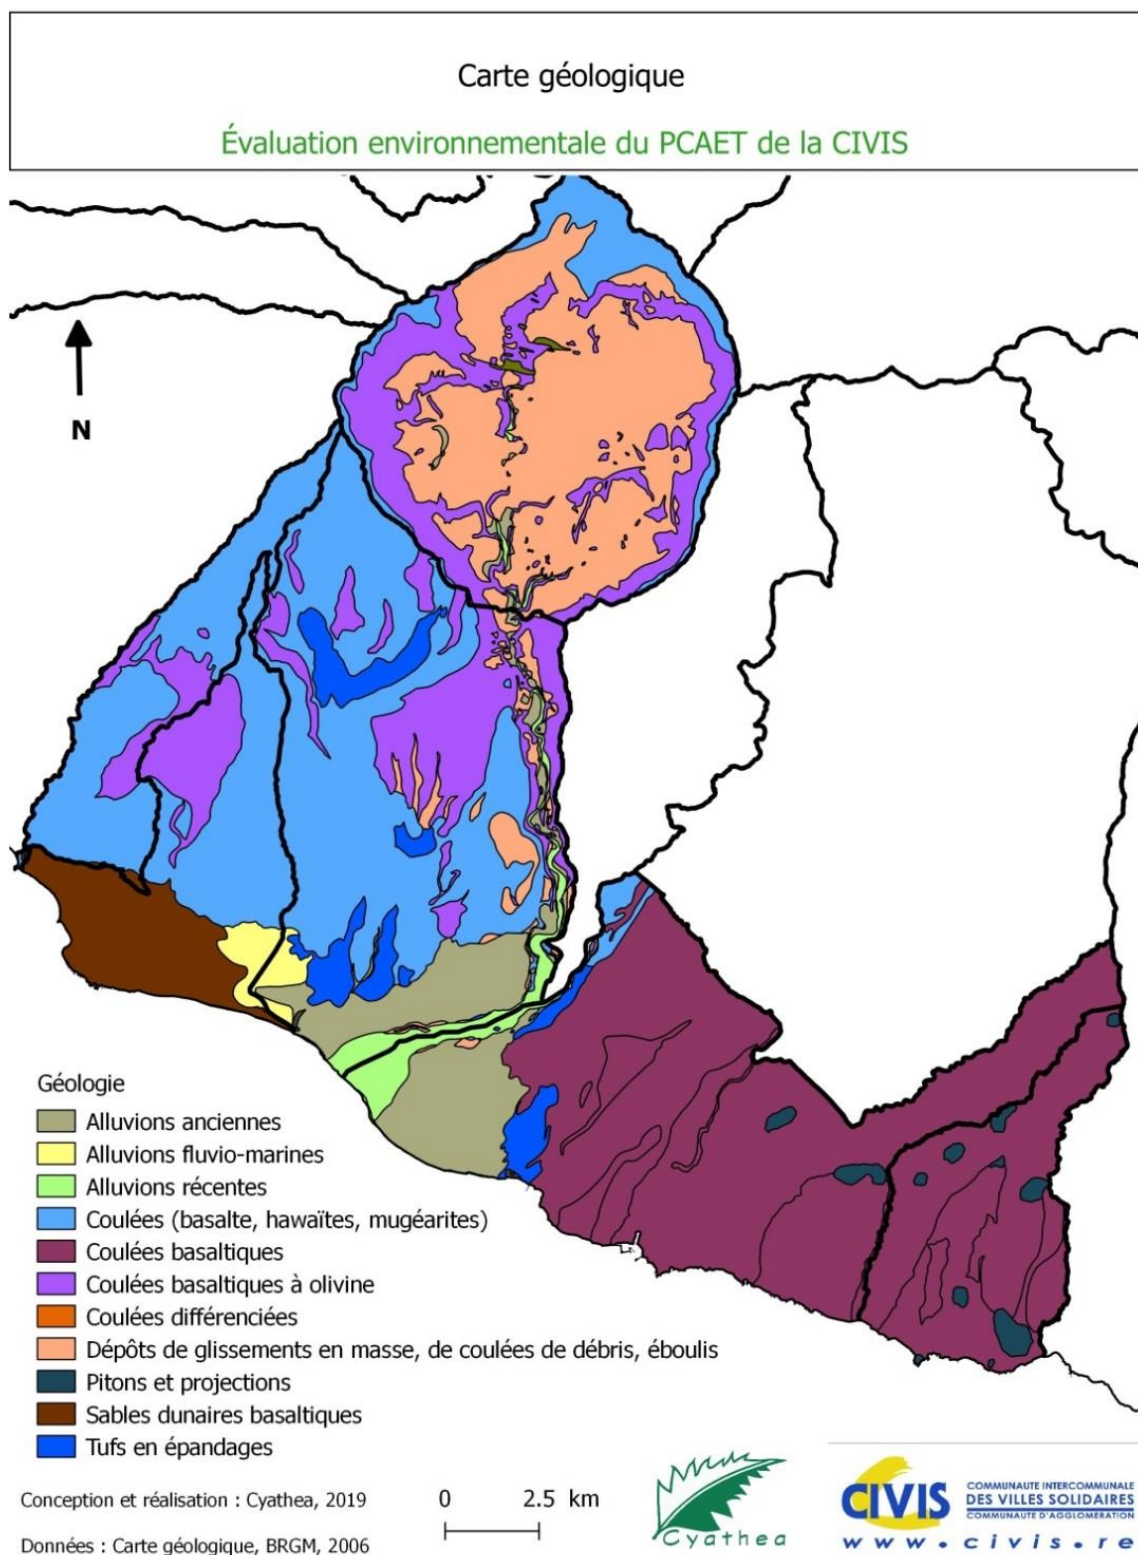 Carte géologique
Évaluation environnementale du PCAET de la CIVIS
N
Géologie
Alluvions anciennes
Alluvions fluvio-marines
Alluvions récentes
Coulées (basalte, hawaïtes, mugéarites)
Coulées basaltiques
Coulées basaltiques à olivine
Coulées différenciées
Dépôts de glissements en masse, de coulées de débris, éboulis
Pitons et projections
Sables dunaires basaltiques
Tufs en épandages
Conception et réalisation : Cyathea, 2019
Données : Carte géologique, BRGM, 2006
0 2.5 km
Cyathea
CIVIS
COMMUNAUTE INTERCOMMUNALE
DES VILLES SOLIDAIRES
COMMUNAUTE D'AGGLOMERATION
www.civis.re